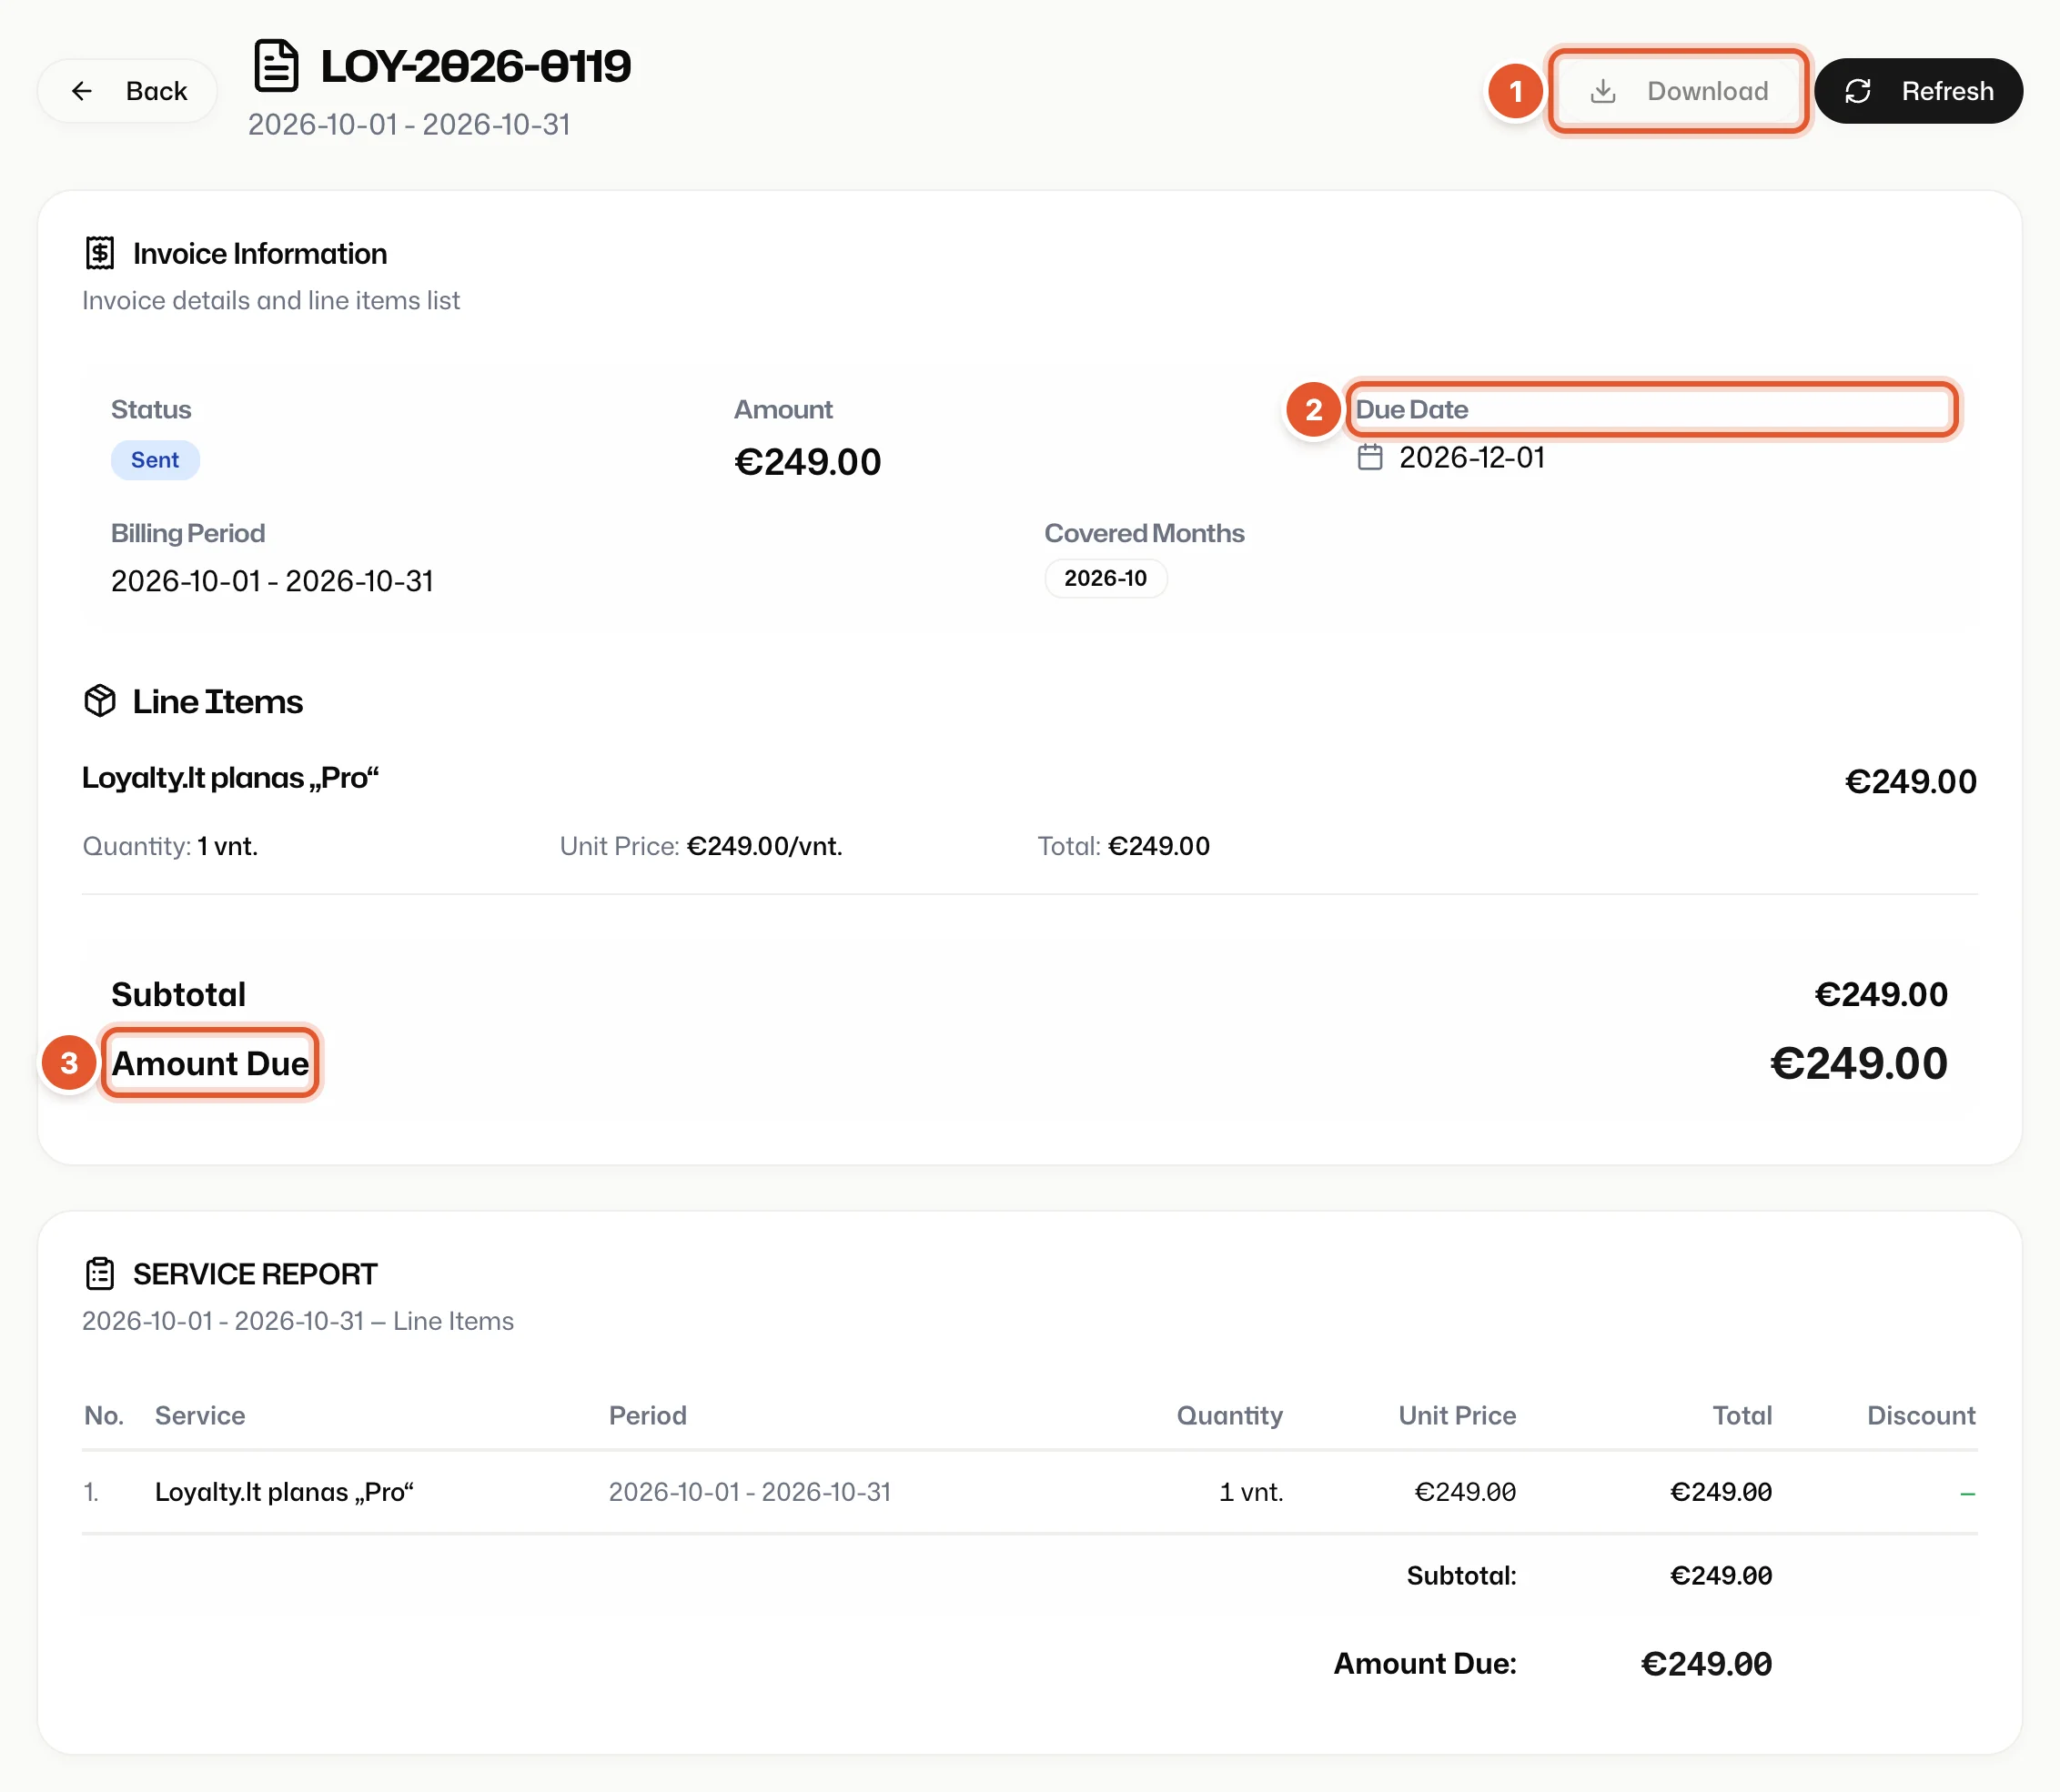 Back
LOY-2026-0119
2026-10-01 - 2026-10-31
1
Download
Refresh
Invoice Information
Invoice details and line items list
Status
Amount
2
Due Date
Sent
€249.00
2026-12-01
Billing Period
Covered Months
2026-10-01 - 2026-10-31
2026-10
Line Items
Loyalty.lt planas „Pro“
€249.00
Quantity: 1 vnt.
Unit Price: €249.00/vnt.
Total: €249.00
Subtotal
€249.00
3
Amount Due
€249.00
SERVICE REPORT
2026-10-01 - 2026-10-31 – Line Items
No. Service Period Quantity Unit Price Total Discount
1. Loyalty.lt planas „Pro“ 2026-10-01 - 2026-10-31 1 vnt. €249.00 €249.00 –
Subtotal: €249.00
Amount Due: €249.00